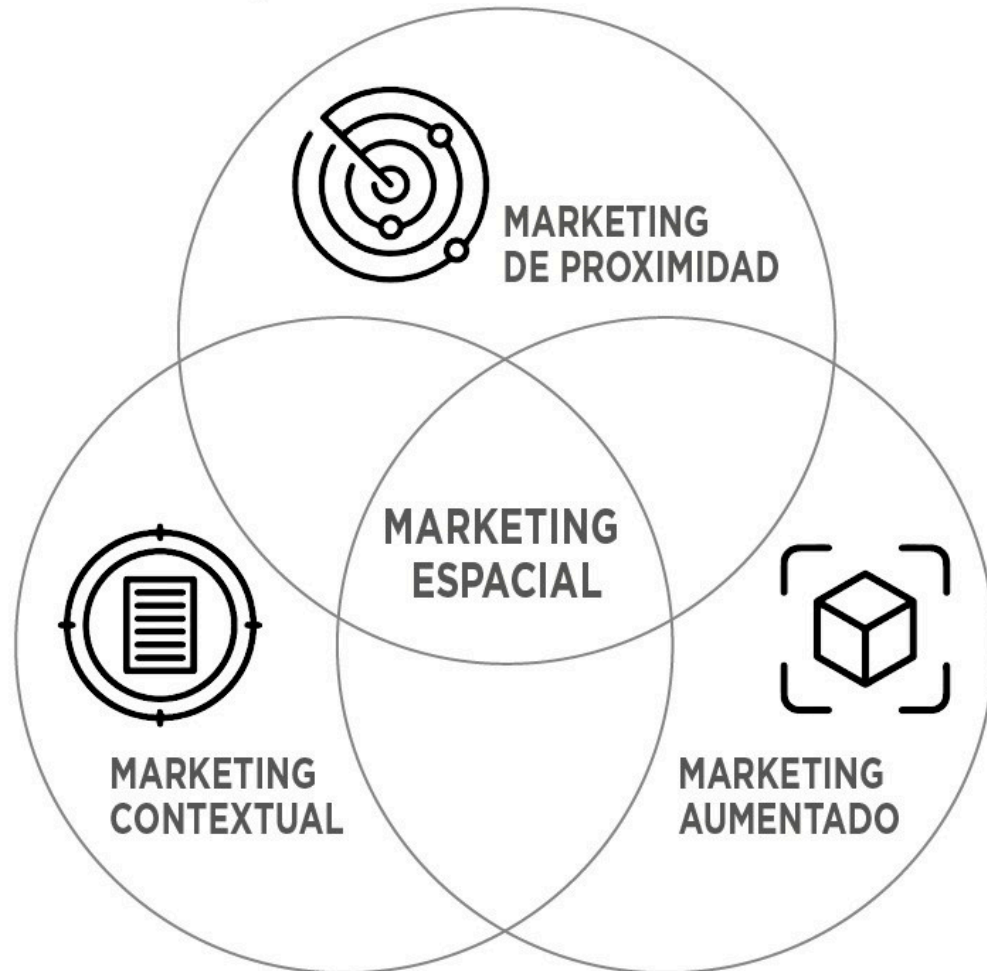 MARKETING
DE PROXIMIDAD
MARKETING
ESPACIAL
MARKETING
CONTEXTUAL
MARKETING
AUMENTADO